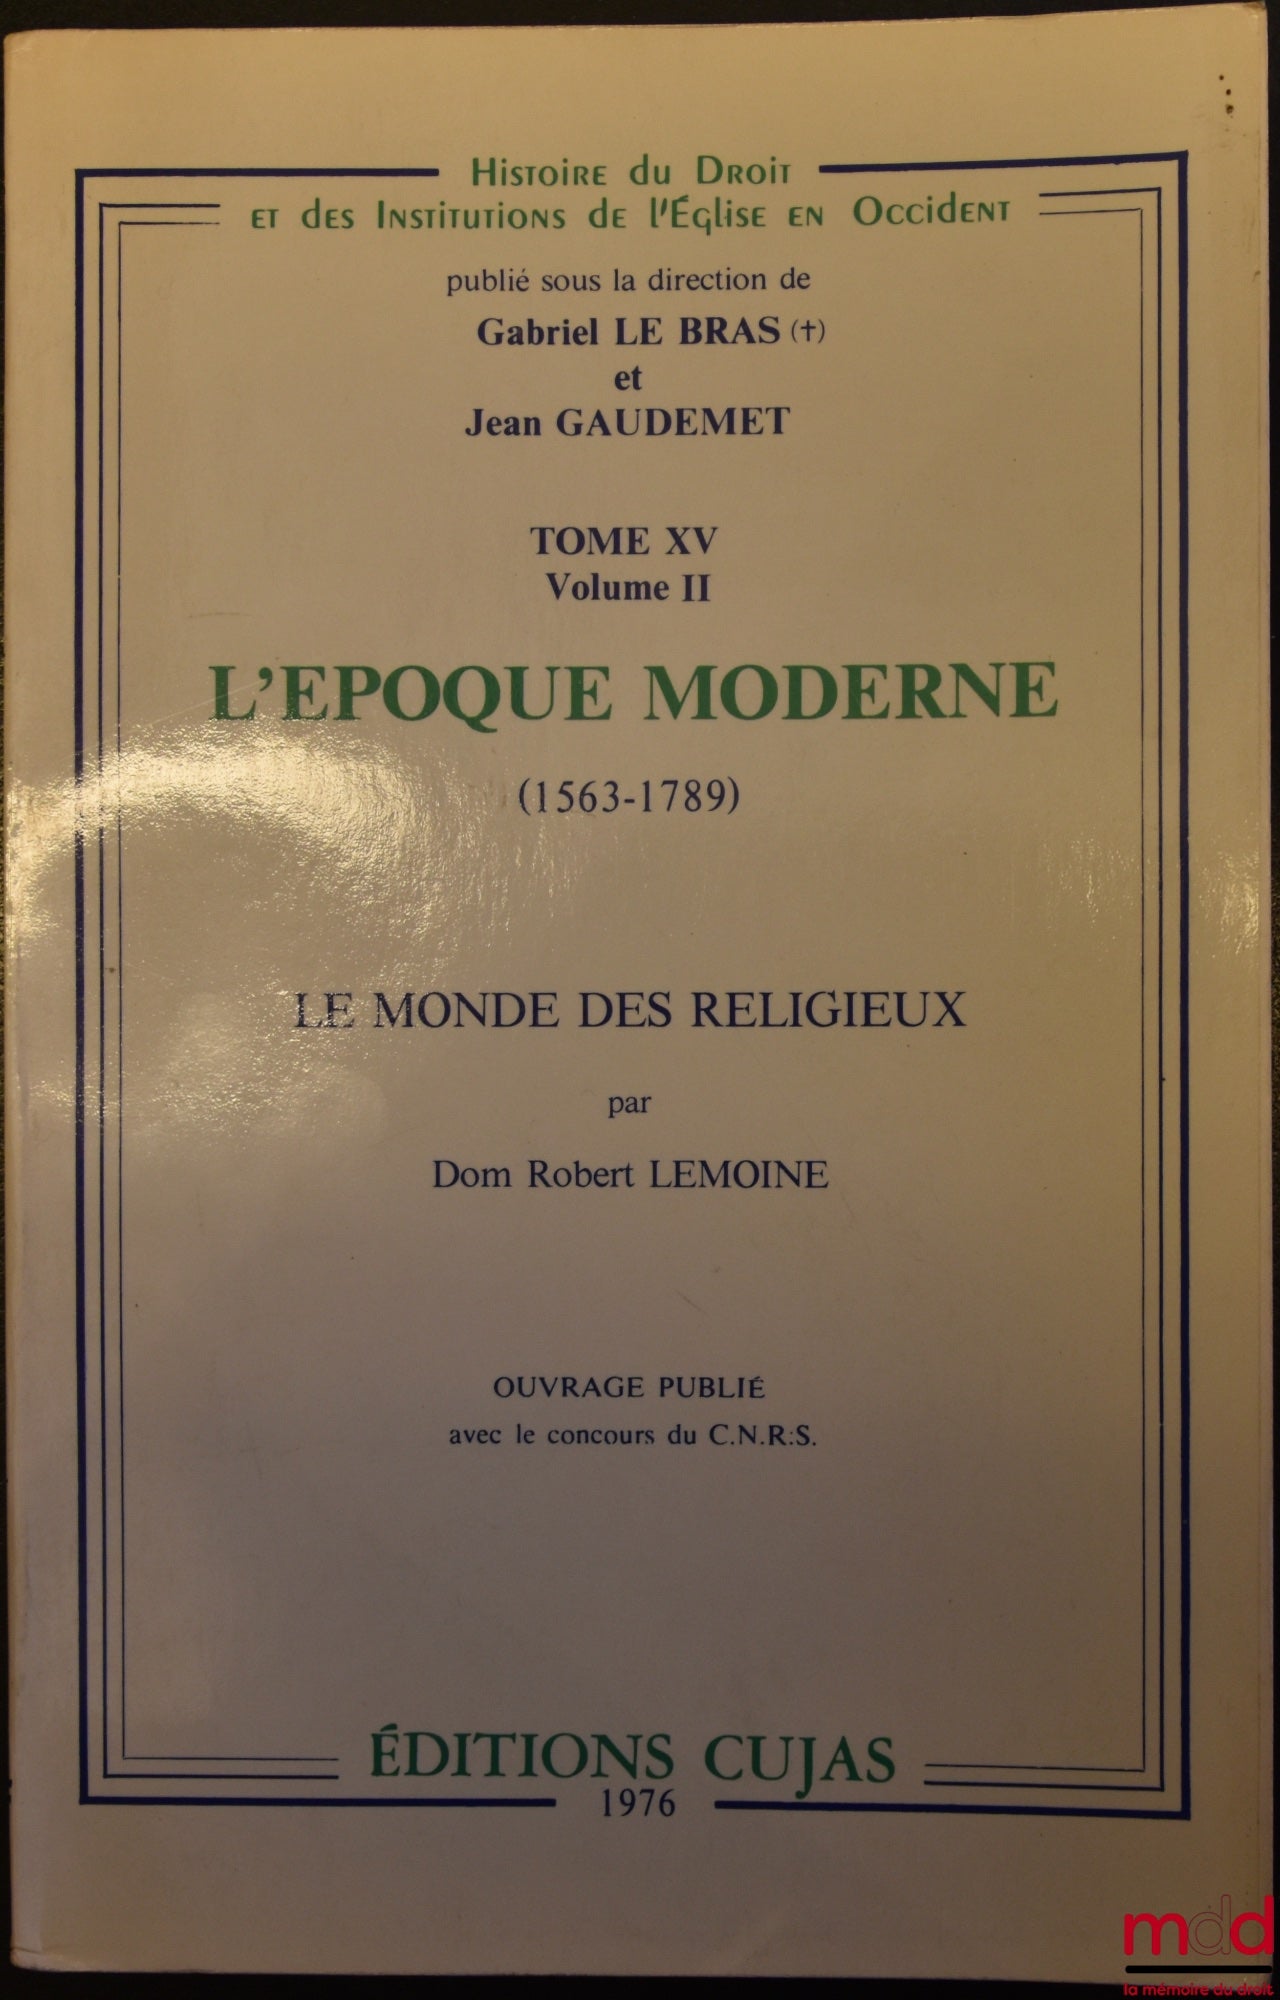 Histoire du Droit
et des Institutions de l'Église en Occident
publié sous la direction de
Gabriel LE BRAS (†)
et
Jean GAUDEMET
TOME XV
Volume II
L'EPOQUE MODERNE
(1563-1789)
LE MONDE DES RELIGIEUX
par
Dom Robert LEMOINE
OUVRAGE PUBLIÉ
avec le concours du C.N.R.S.
ÉDITIONS CUJAS
1976
mdd
la mémoire du droit